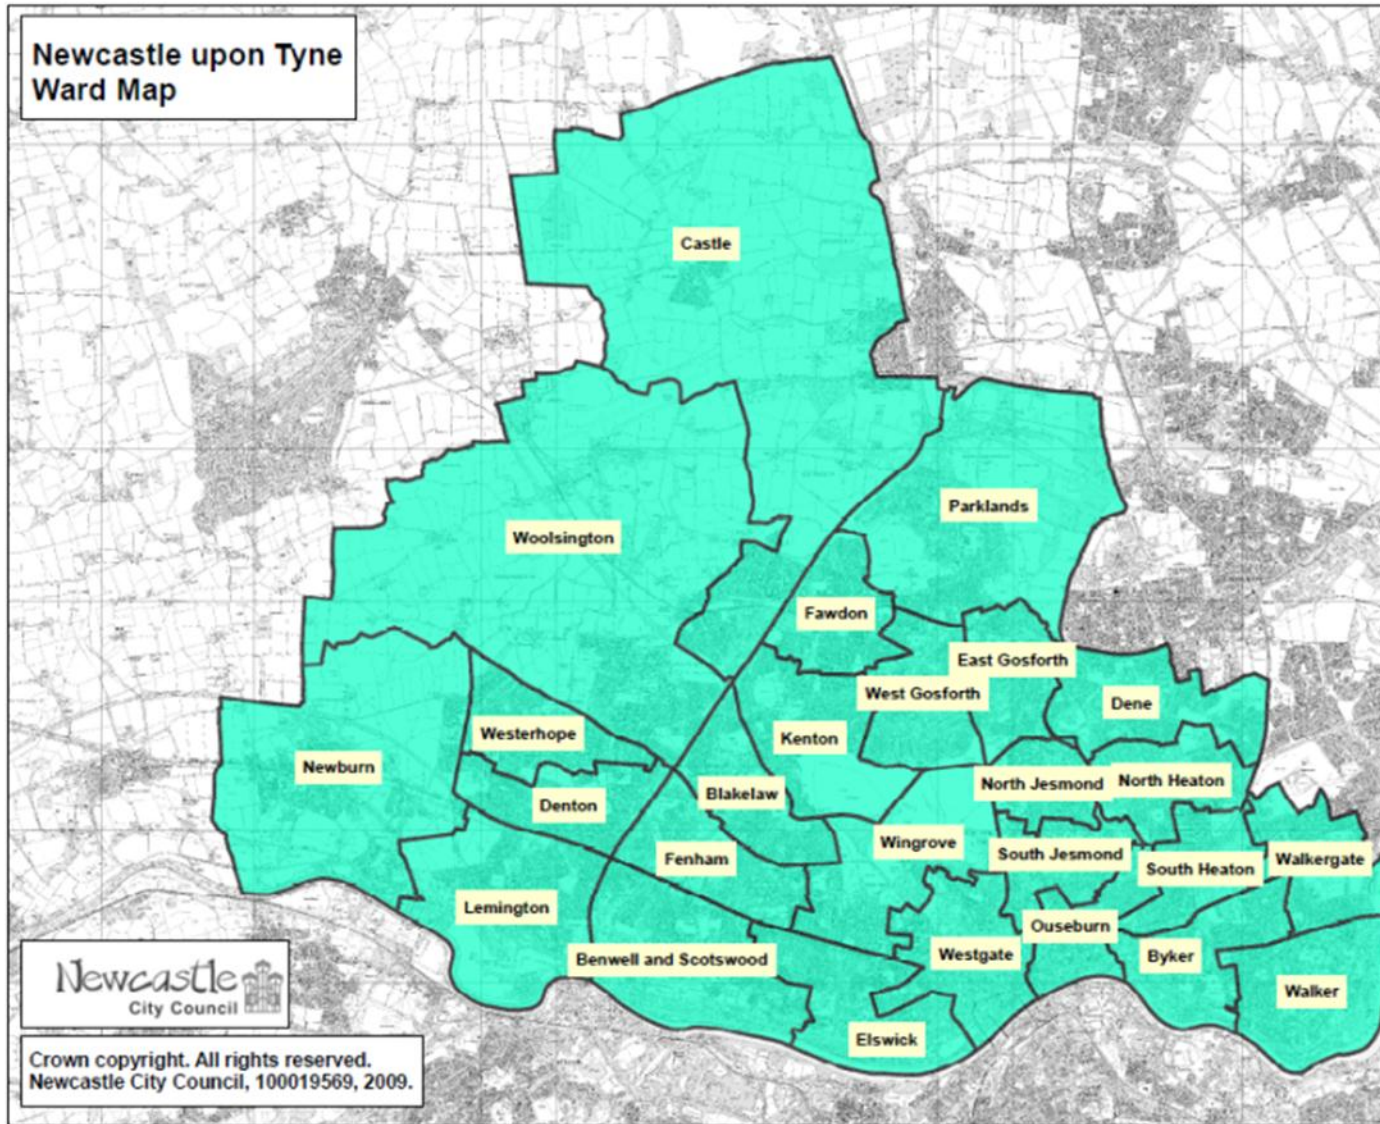 Newcastle upon Tyne
Ward Map
Castle
Parklands
Woolsington
Fawdon
East Gosforth
West Gosforth
Dene
Westerhope
Kenton
Newburn
North Jesmond
North Heaton
Blakelaw
Denton
Wingrove
South Jesmond
Fenham
South Heaton
Walkergate
Lemington
Ouseburn
Westgate
Byker
Benwell and Scotswood
Walker
Elswick
Newcastle
City Council
Crown copyright. All rights reserved.
Newcastle City Council, 100019569, 2009.